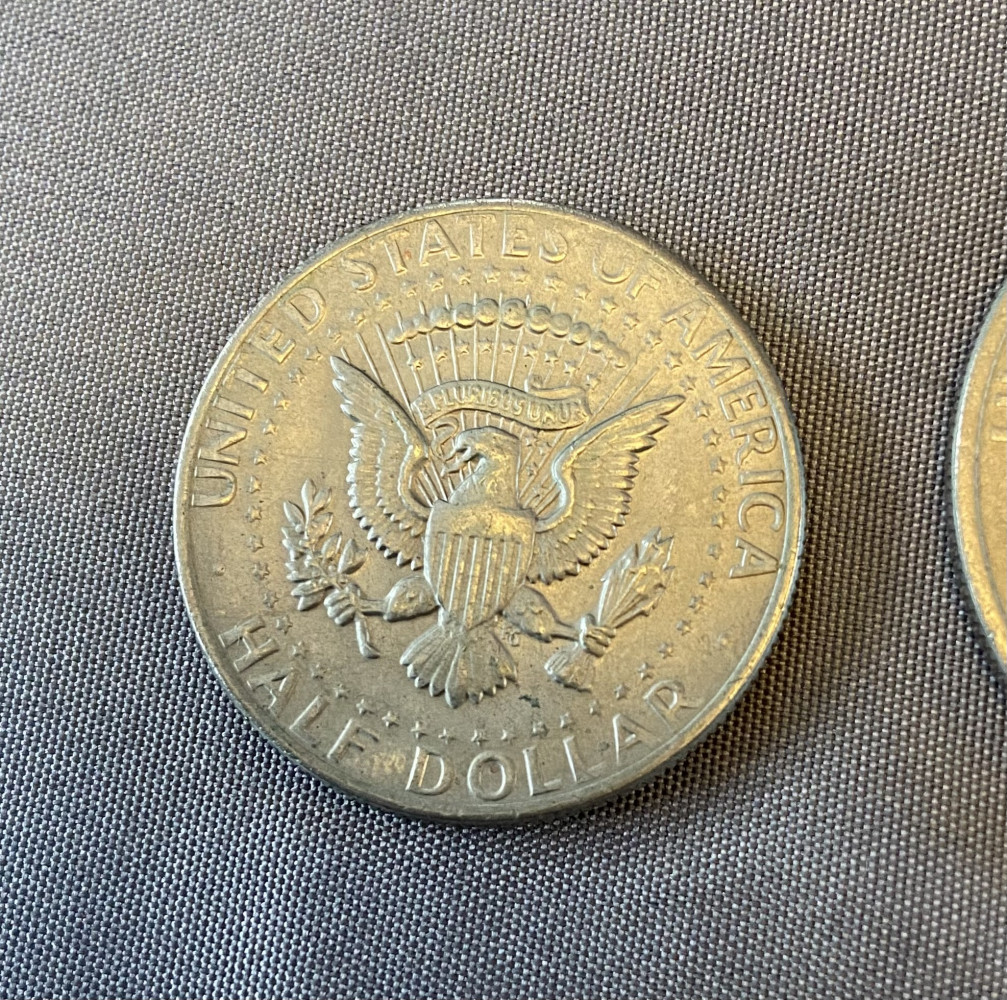 UNITED STATES OF AMERICA
PLURIBUS UNUM
HALF DOLLAR